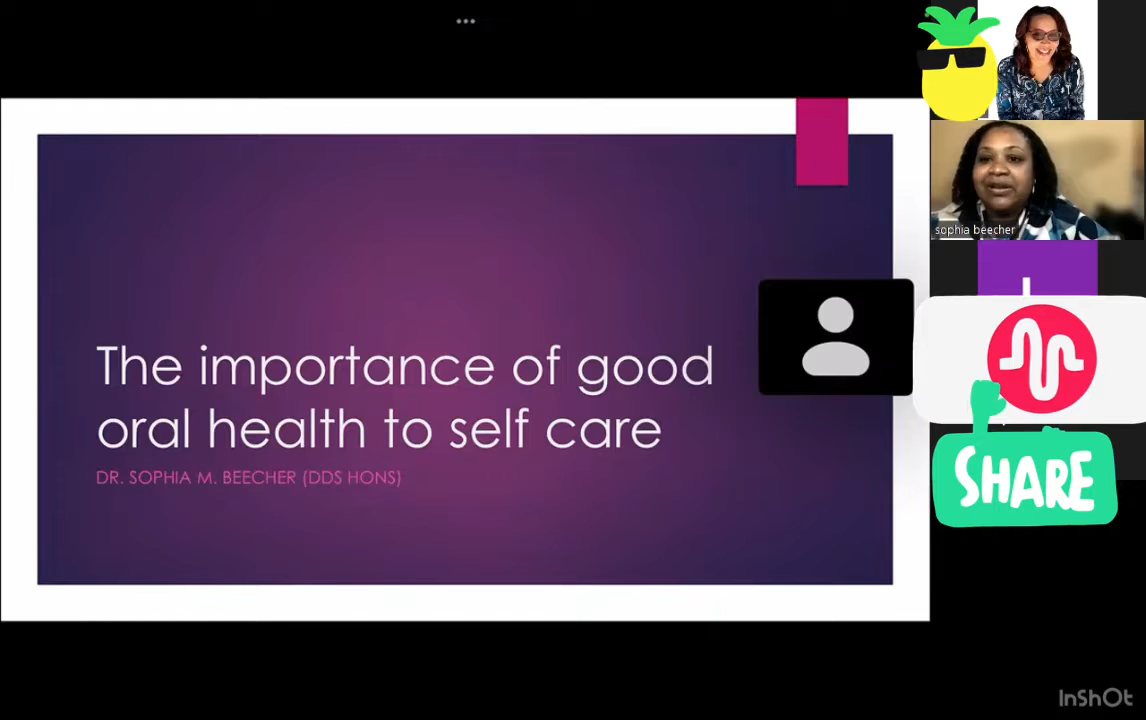 The importance of good
oral health to self care
DR. SOPHIA M. BEECHER (DDS HONS)
sophia beecher
SHARE
InShOt